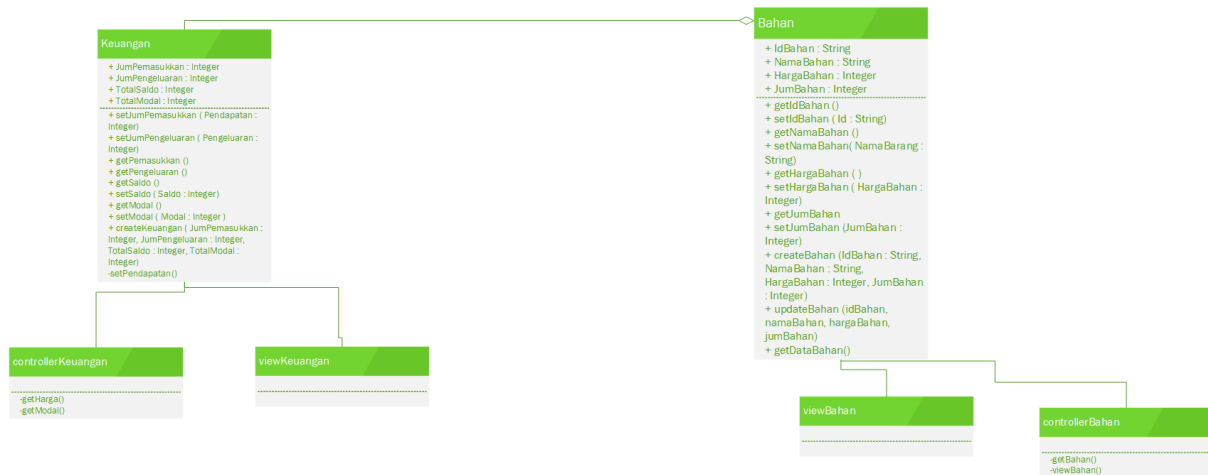 Keuangan
+ JumPemasukkan : Integer
+ JumPengeluaran : Integer
+ TotalSaldo : Integer
+ TotalModal : Integer
+ setJumPemasukkan ( Pendapatan :
Integer)
+ setJumPengeluaran ( Pengeluaran :
Integer)
+ getPemasukkan ()
+ getPengeluaran ()
+ getSaldo ()
+ setSaldo ( Saldo : Integer)
+ getModal ()
+ setModal ( Modal : Integer )
+ createKeuangan ( JumPemasukkan :
Integer, JumPengeluaran : Integer,
TotalSaldo : Integer, TotalModal :
Integer)
-setPendapatan()
controllerKeuangan
-getHarga()
-getModal()
viewKeuangan
Bahan
+ IdBahan : String
+ NamaBahan : String
+ HargaBahan : Integer
+ JumBahan : Integer
+ getIdBahan ()
+ setIdBahan ( Id : String)
+ getNamaBahan ()
+ setNamaBahan( NamaBarang :
String)
+ getHargaBahan ( )
+ setHargaBahan ( HargaBahan :
Integer)
+ getJumBahan
+ setJumBahan (JumBahan :
Integer)
+ createBahan (IdBahan : String,
NamaBahan : String,
HargaBahan : Integer, JumBahan
: Integer)
+ updateBahan (idBahan,
namaBahan, hargaBahan,
jumBahan)
+ getDataBahan()
viewBahan
controllerBahan
-getBahan()
-viewBahan()